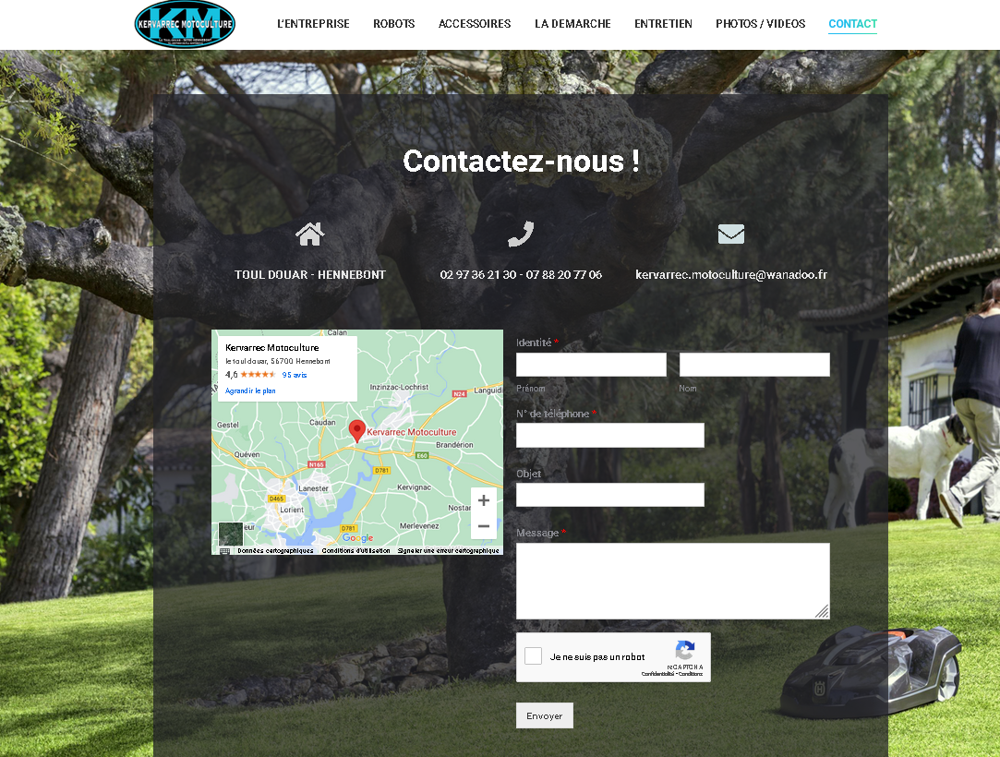 KM
KERVARREC MOTOCULTURE
L'ENTREPRISE
ROBOTS
ACCESSOIRES
LA DEMARCHE
ENTRETIEN
PHOTOS / VIDEOS
CONTACT
Contactez-nous !
TOUL DOUAR - HENNEBONT
02 97 36 21 30 - 07 88 20 77 06
kervarrec.motoculture@wanadoo.fr
Calan
Kervarrec Motoculture
le toul douar, 56700 Hennebont
4,6
95 avis
Agrandir le plan
Inzinzac-Lochrist
N24
Languidi
Gestel
Caudan
Kervarrec Motoculture
Brandérion
Quéven
N165
E60
D781
Lanester
Kervignac
D465
Lorient
Nostan
eur
D781
Merlevenez
Google
+
−
Données cartographiques
Conditions d'utilisation
Signaler une erreur cartographique
Identité *
Prénom
Nom
N° de téléphone *
Objet
Message *
Je ne suis pas un robot
reCAPTCHA
Confidentialité - Conditions
Envoyer